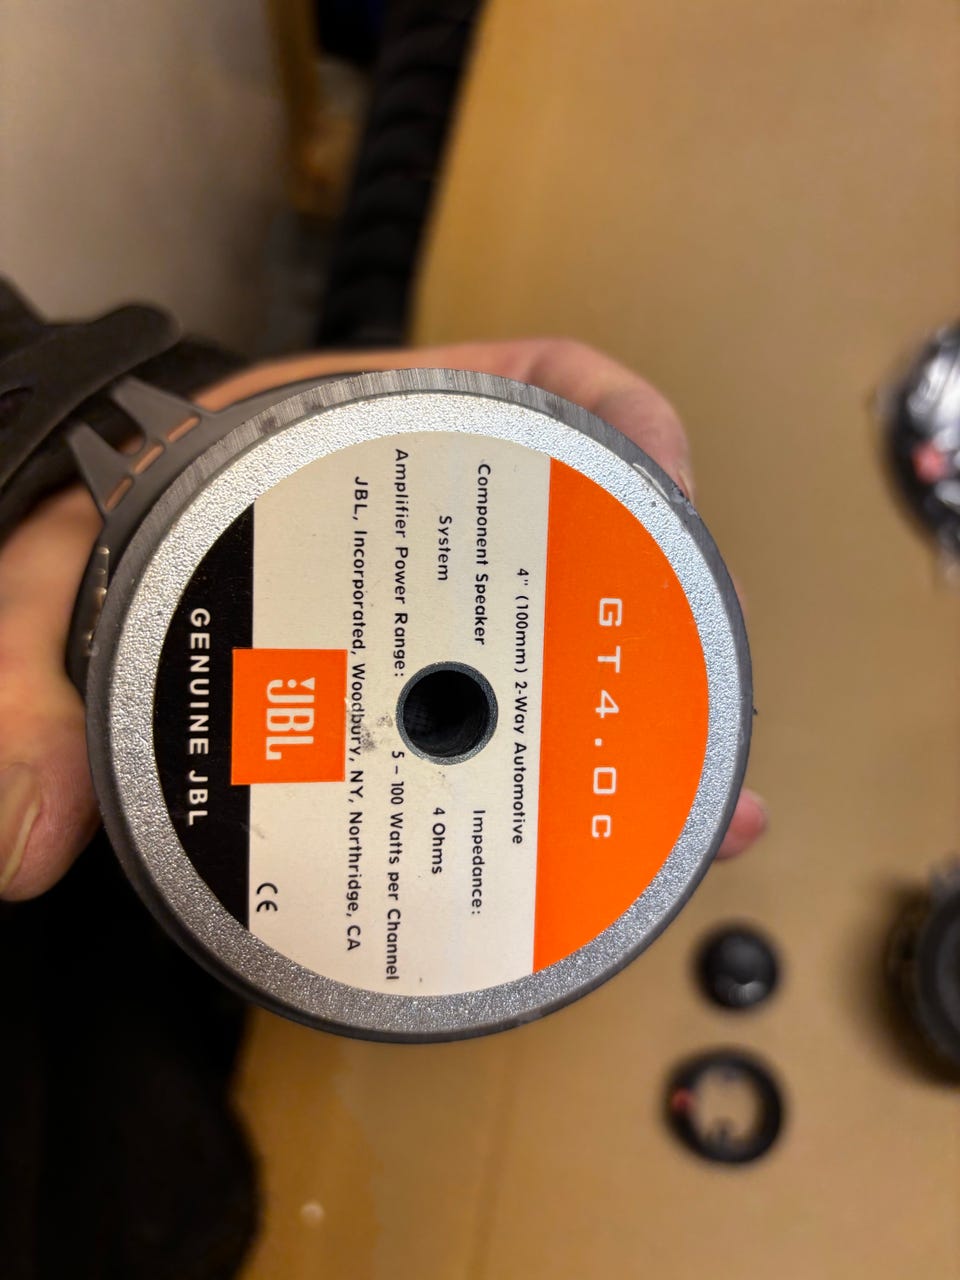 GT4.0C
4" (100mm) 2-Way Automotive
Component Speaker
System
Impedance:
4 Ohms
Amplifier Power Range: 5 – 100 Watts per Channel
JBL, Incorporated, Woodbury, NY, Northridge, CA
JBL
CE
GENUINE JBL